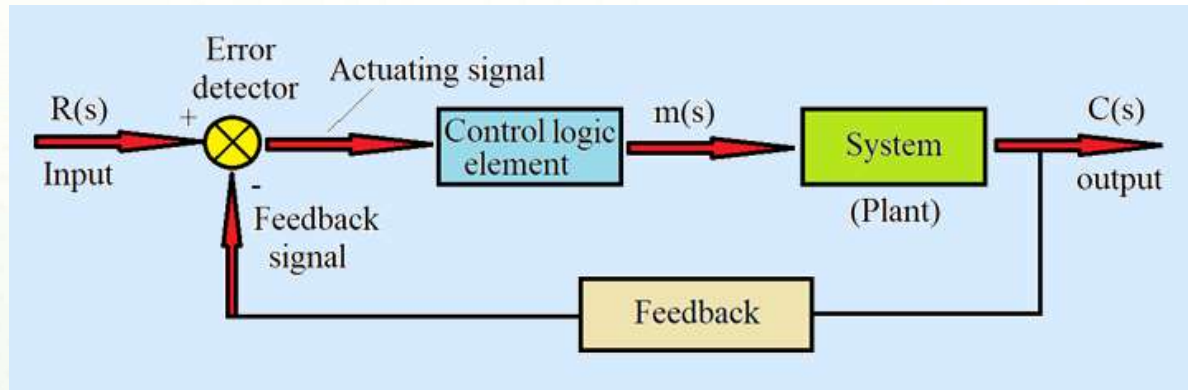 Error
detector
Actuating signal
R(s)
+
Input
-
Feedback
signal
Control logic
element
m(s)
System
(Plant)
C(s)
output
Feedback